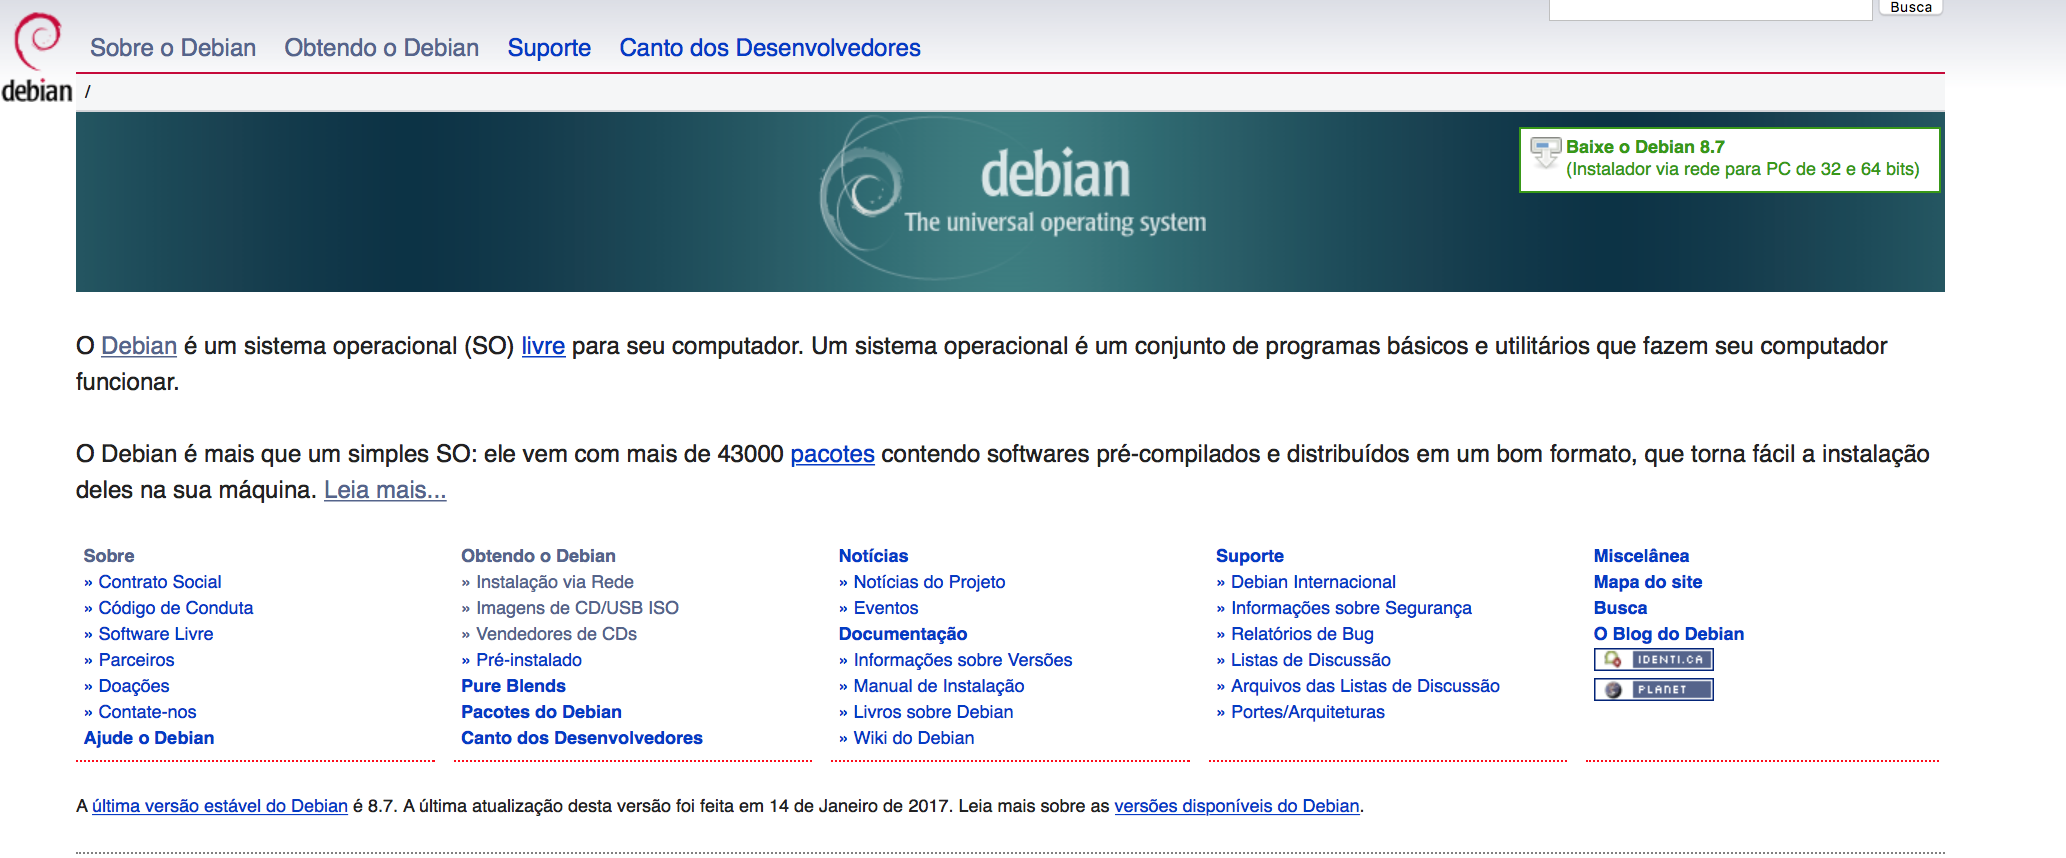 Busca
Sobre o Debian Obtendo o Debian Suporte Canto dos Desenvolvedores
debian /
debian
The universal operating system
Baixe o Debian 8.7
(Instalador via rede para PC de 32 e 64 bits)
O Debian é um sistema operacional (SO) livre para seu computador. Um sistema operacional é um conjunto de programas básicos e utilitários que fazem seu computador
funcionar.
O Debian é mais que um simples SO: ele vem com mais de 43000 pacotes contendo softwares pré-compilados e distribuídos em um bom formato, que torna fácil a instalação
deles na sua máquina. Leia mais...
Sobre
» Contrato Social
» Código de Conduta
» Software Livre
» Parceiros
» Doações
» Contate-nos
Ajude o Debian
Obtendo o Debian
» Instalação via Rede
» Imagens de CD/USB ISO
» Vendedores de CDs
» Pré-instalado
Pure Blends
Pacotes do Debian
Canto dos Desenvolvedores
Notícias
» Notícias do Projeto
» Eventos
Documentação
» Informações sobre Versões
» Manual de Instalação
» Livros sobre Debian
» Wiki do Debian
Suporte
» Debian Internacional
» Informações sobre Segurança
» Relatórios de Bug
» Listas de Discussão
» Arquivos das Listas de Discussão
» Portes/Arquiteturas
Miscelânea
Mapa do site
Busca
O Blog do Debian
IDENTI.CA
PLANET
A última versão estável do Debian é 8.7. A última atualização desta versão foi feita em 14 de Janeiro de 2017. Leia mais sobre as versões disponíveis do Debian.